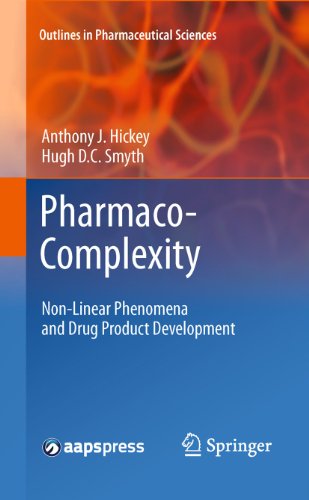 Outlines in Pharmaceutical Sciences
Anthony J. Hickey
Hugh D.C. Smyth
Pharmaco-
Complexity
Non-Linear Phenomena
and Drug Product Development
aapspress
Springer